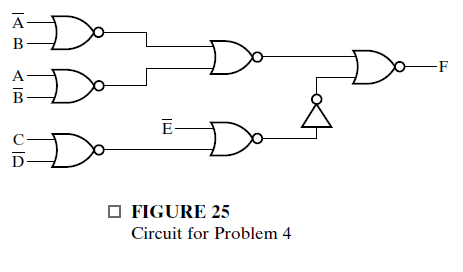 A̅
B
A
B̅
E̅
C
D̅
F
FIGURE 25
Circuit for Problem 4